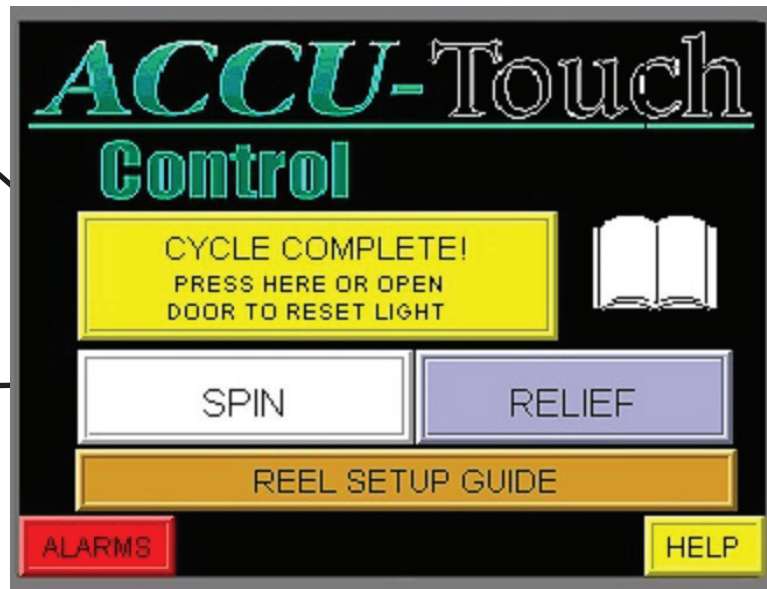 ACCU-Touch
Control
CYCLE COMPLETE!
PRESS HERE OR OPEN
DOOR TO RESET LIGHT
SPIN
RELIEF
REEL SETUP GUIDE
ALARMS
HELP